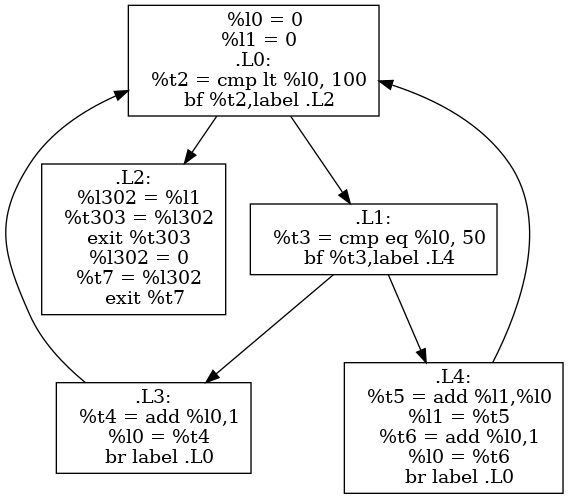 %l0 = 0
%l1 = 0
.L0:
%t2 = cmp lt %l0, 100
bf %t2,label .L2
.L2:
%l302 = %l1
%t303 = %l302
exit %t303
%l302 = 0
%t7 = %l302
exit %t7
.L1:
%t3 = cmp eq %l0, 50
bf %t3,label .L4
.L3:
%t4 = add %l0,1
%l0 = %t4
br label .L0
.L4:
%t5 = add %l1,%l0
%l1 = %t5
%t6 = add %l0,1
%l0 = %t6
br label .L0